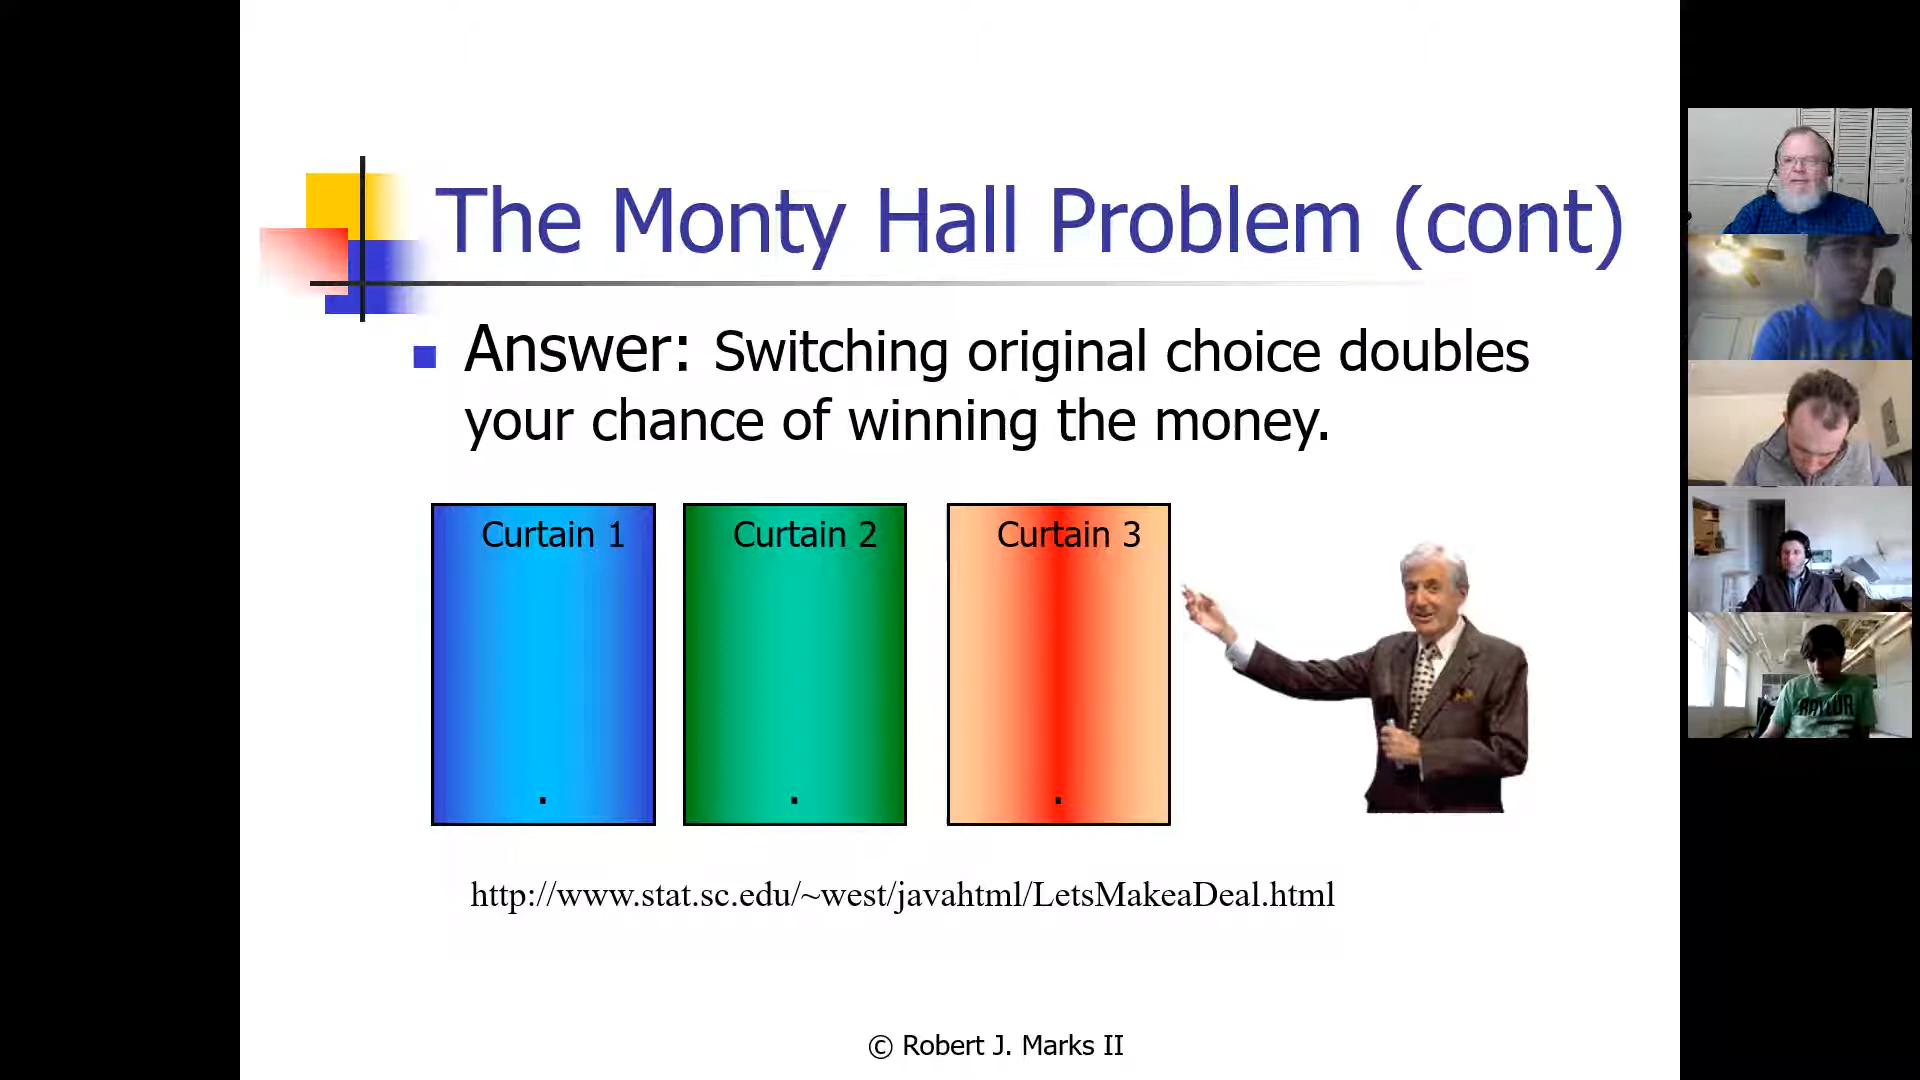 The Monty Hall Problem (cont)
Answer: Switching original choice doubles
your chance of winning the money.
Curtain 1
Curtain 2
Curtain 3
http://www.stat.sc.edu/~west/javahtml/LetsMakeaDeal.html
© Robert J. Marks II